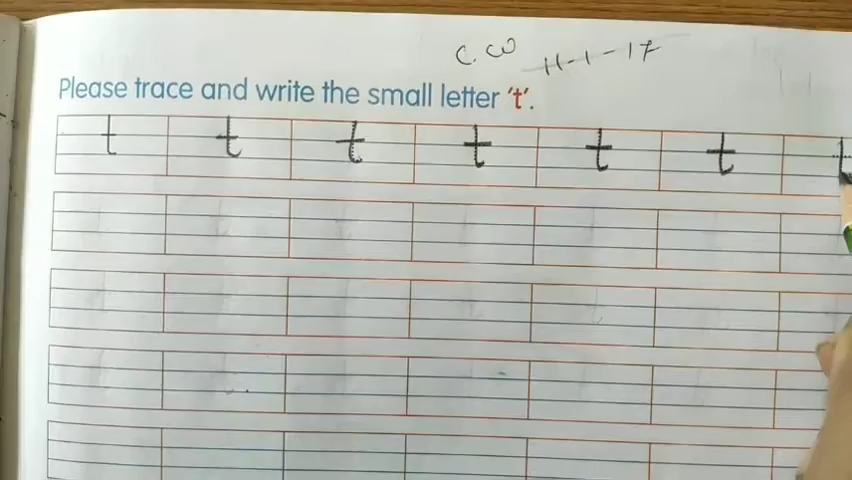 C.W 11-1-17
Please trace and write the small letter 't'.
t t t t t t t